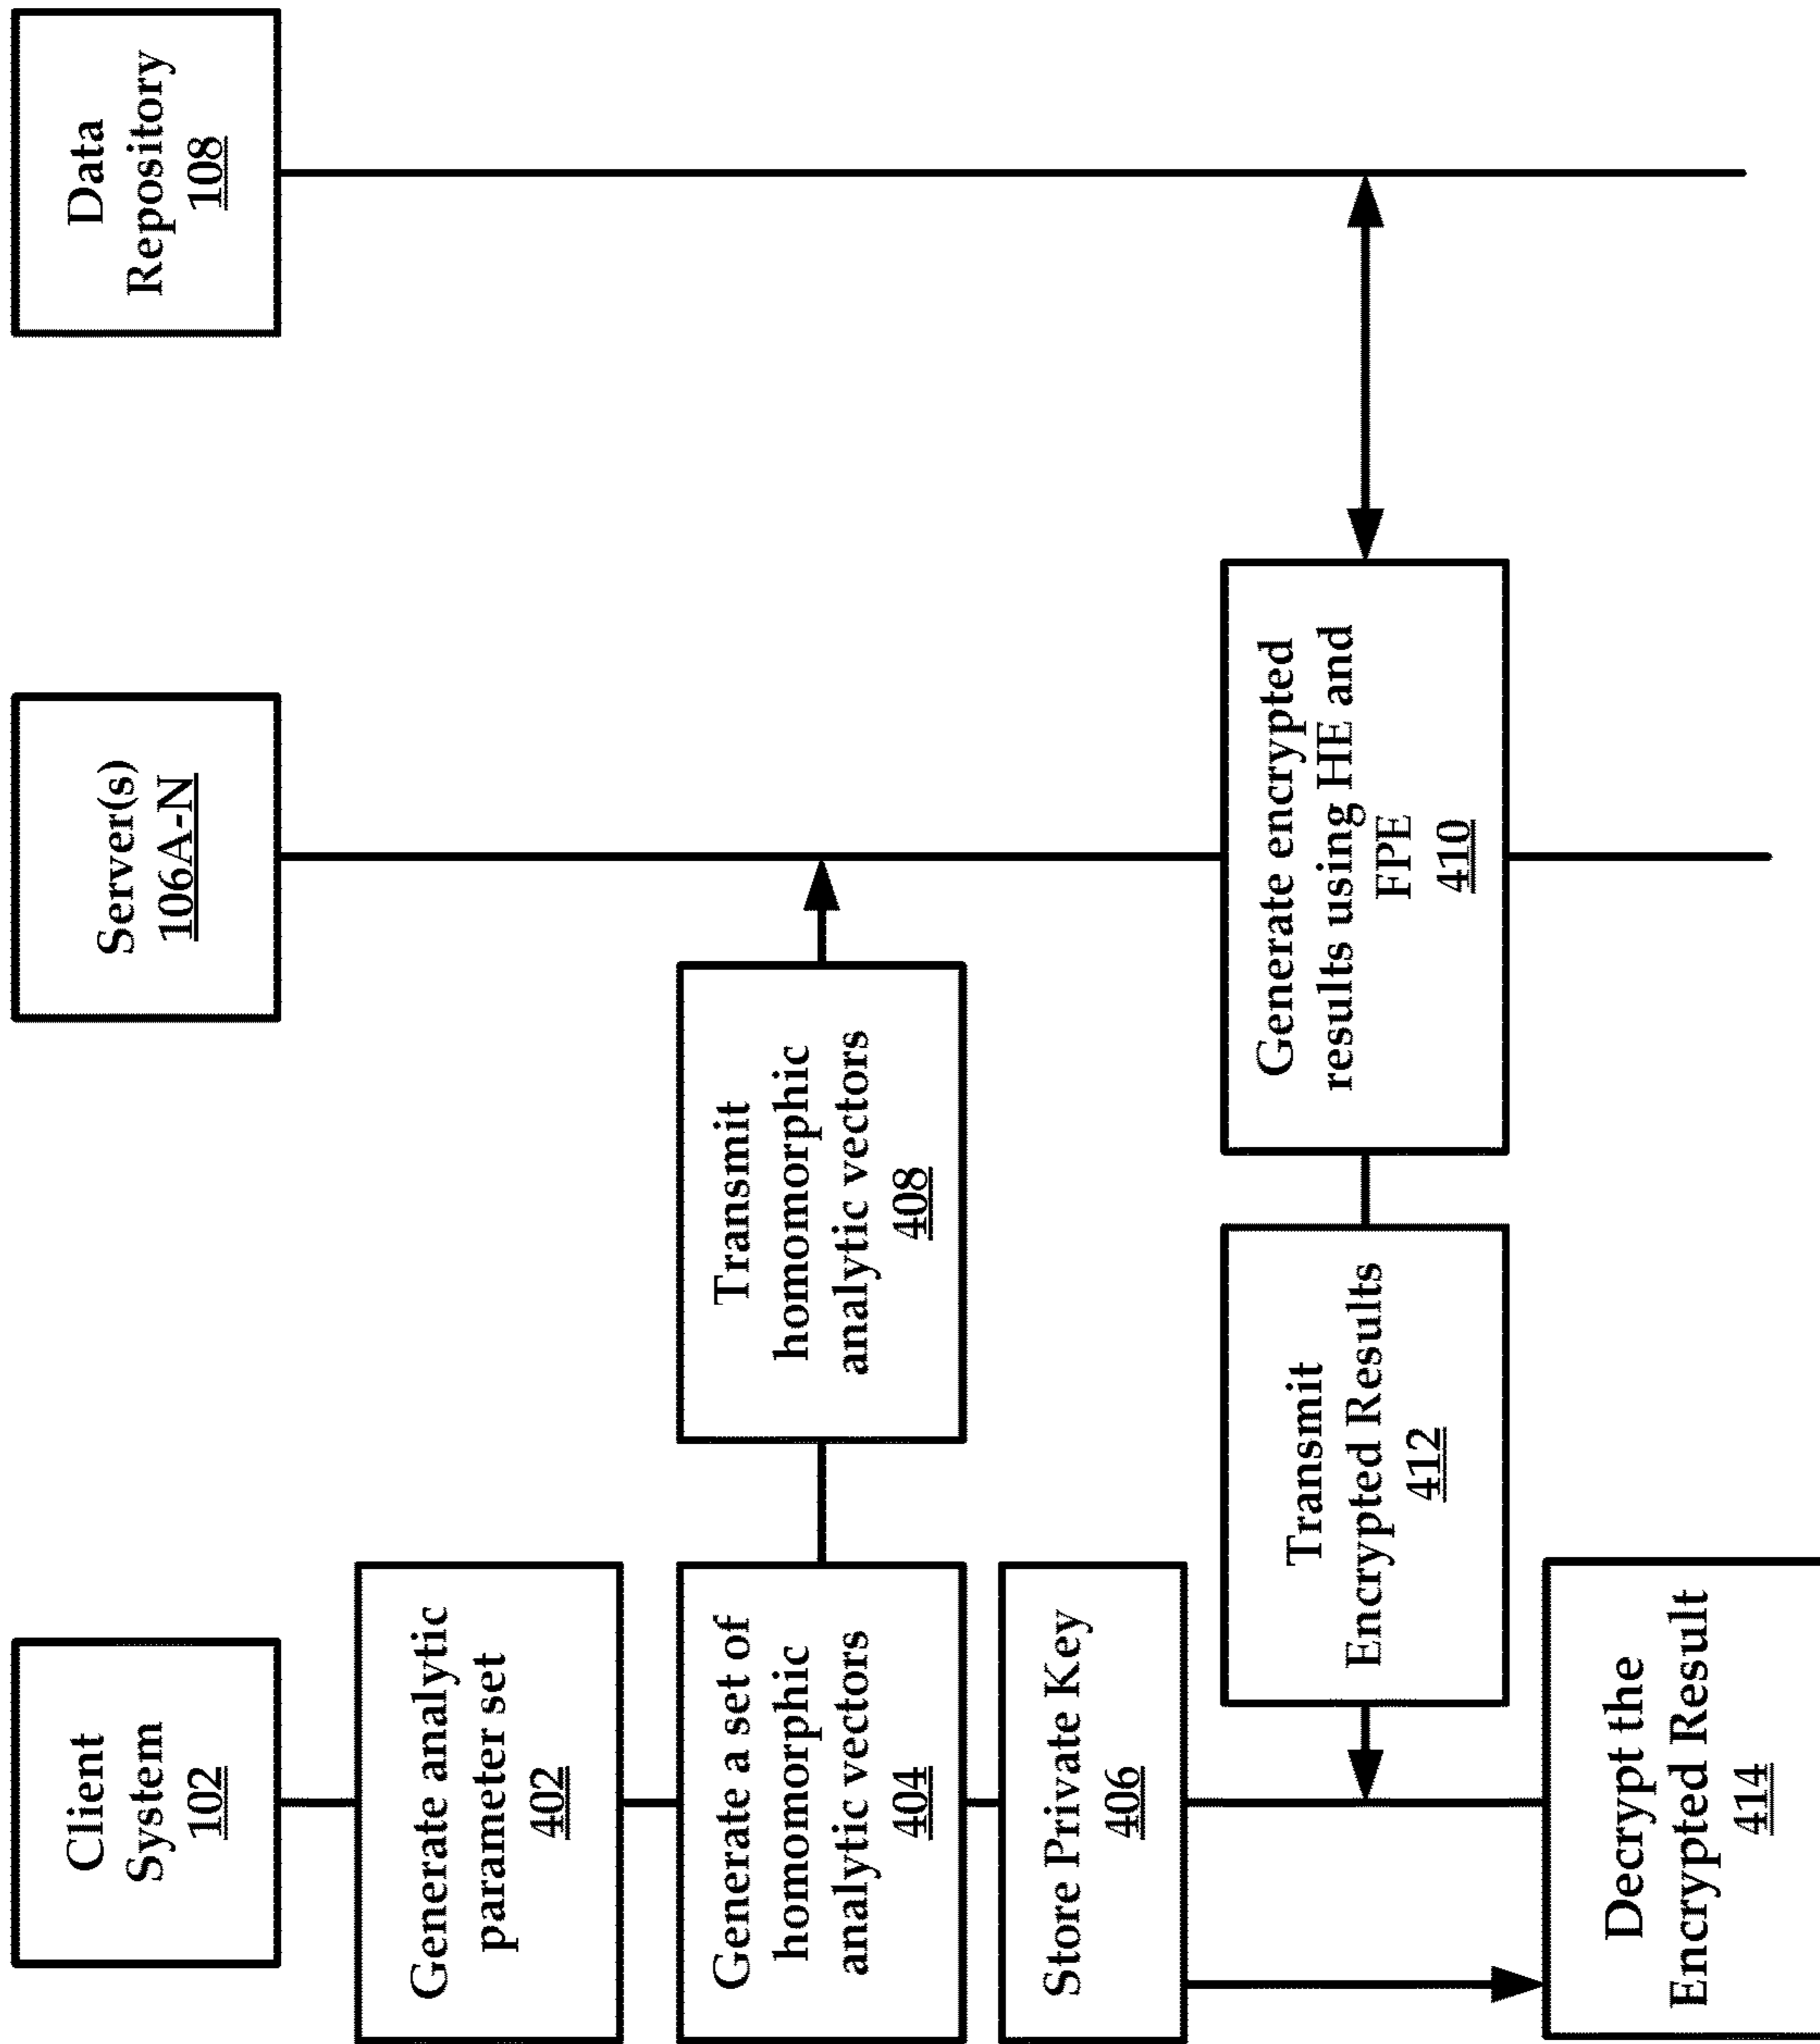 Client
System
102
Server(s)
106A-N
Data
Repository
108
Generate analytic
parameter set
402
Generate a set of
homomorphic
analytic vectors
404
Transmit
homomorphic
analytic vectors
408
Store Private Key
406
Generate encrypted
results using HE and
FPE
410
Transmit
Encrypted Results
412
Decrypt the
Encrypted Result
414